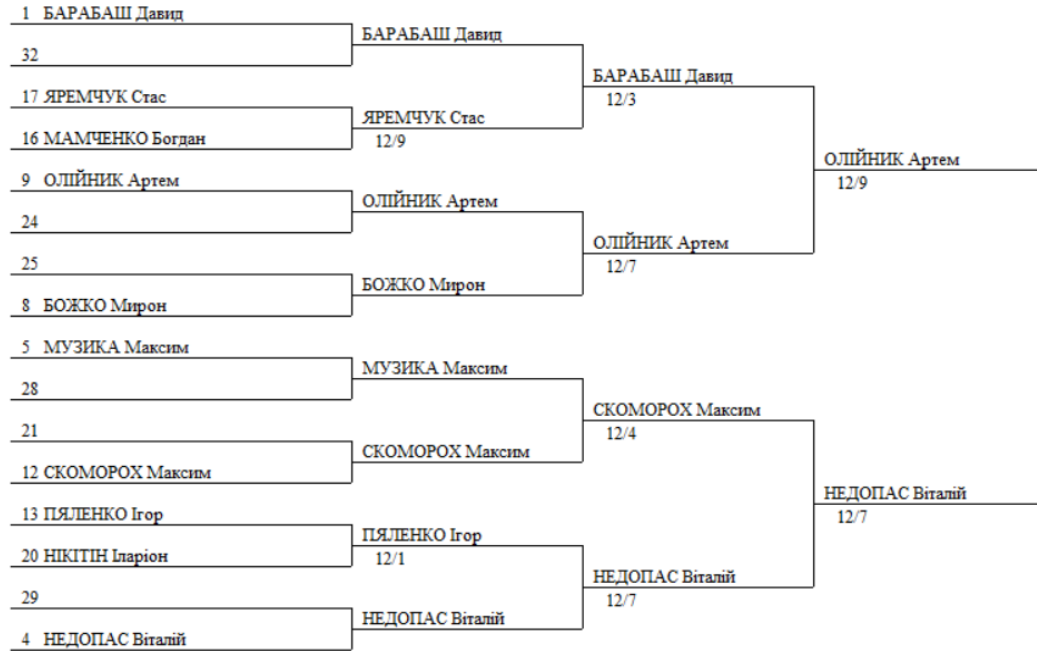 1 БАРАБАШ Давид
32
17 ЯРЕМЧУК Стас
16 МАМЧЕНКО Богдан
9 ОЛІЙНИК Артем
24
25
8 БОЖКО Мирон
5 МУЗИКА Максим
28
21
12 СКОМОРОХ Максим
13 ПЯЛЕНКО Ігор
20 НІКІТІН Іларіон
29
4 НЕДОПАС Віталій
БАРАБАШ Давид
ЯРЕМЧУК Стас
12/9
ОЛІЙНИК Артем
БОЖКО Мирон
МУЗИКА Максим
СКОМОРОХ Максим
ПЯЛЕНКО Ігор
12/1
НЕДОПАС Віталій
БАРАБАШ Давид
12/3
ОЛІЙНИК Артем
12/7
СКОМОРОХ Максим
12/4
НЕДОПАС Віталій
12/7
ОЛІЙНИК Артем
12/9
НЕДОПАС Віталій
12/7